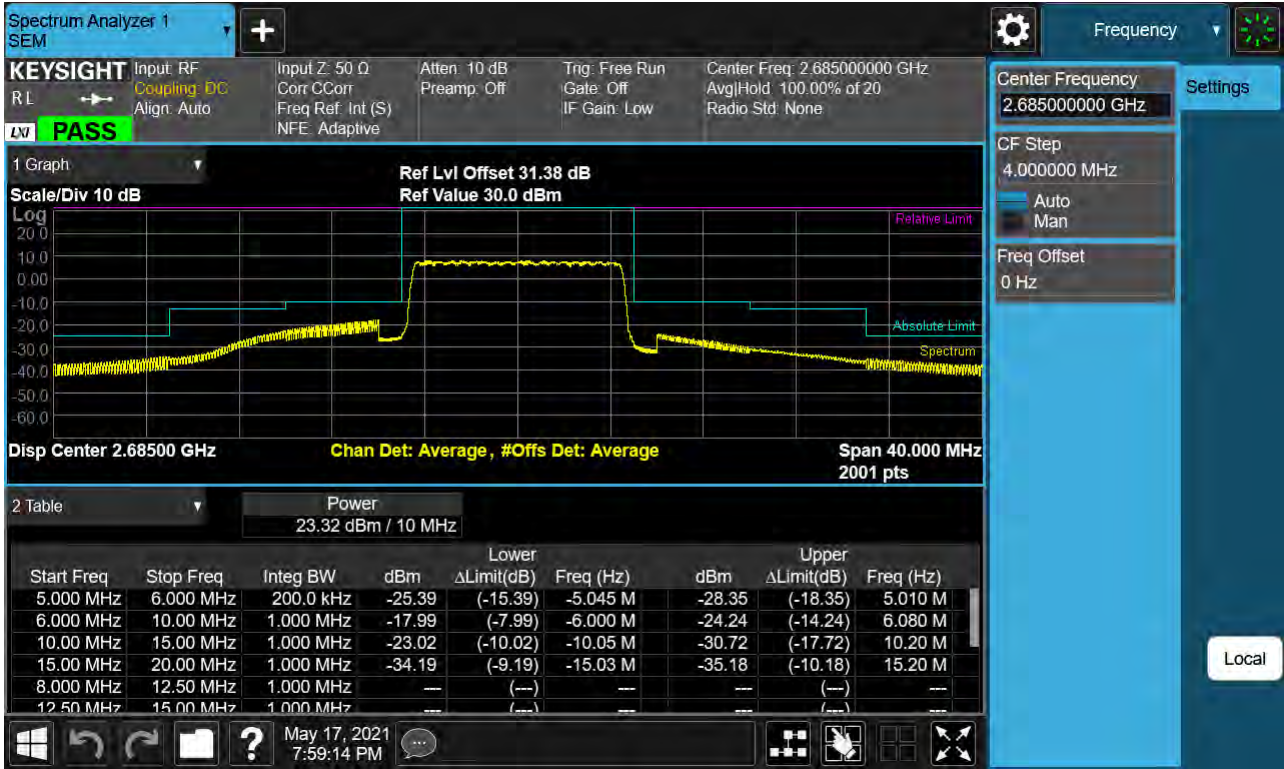 Spectrum Analyzer 1
SEM
+
Frequency
KEYSIGHT
R L
LXI
PASS
Input: RF
Coupling: DC
Align: Auto
Input Z: 50 Ω
Corr CCorr
Freq Ref: Int (S)
NFE: Adaptive
Atten: 10 dB
Preamp: Off
Trig: Free Run
Gate: Off
IF Gain: Low
Center Freq: 2.685000000 GHz
Avg|Hold: 100.00% of 20
Radio Std: None
Center Frequency
2.685000000 GHz
Settings
CF Step
4.000000 MHz
Auto
Man
Freq Offset
0 Hz
Local
1 Graph
Scale/Div 10 dB
Ref Lvl Offset 31.38 dB
Ref Value 30.0 dBm
Log
20.0
10.0
0.00
-10.0
-20.0
-30.0
-40.0
-50.0
-60.0
Relative Limit
Absolute Limit
Spectrum
Disp Center 2.68500 GHz
Chan Det: Average, #Offs Det: Average
Span 40.000 MHz
2001 pts
2 Table
Power
23.32 dBm / 10 MHz
Lower Upper
Start Freq Stop Freq Integ BW dBm ΔLimit(dB) Freq (Hz) dBm ΔLimit(dB) Freq (Hz)
5.000 MHz 6.000 MHz 200.0 kHz -25.39 (-15.39) -5.045 M -28.35 (-18.35) 5.010 M
6.000 MHz 10.00 MHz 1.000 MHz -17.99 (-7.99) -6.000 M -24.24 (-14.24) 6.080 M
10.00 MHz 15.00 MHz 1.000 MHz -23.02 (-10.02) -10.05 M -30.72 (-17.72) 10.20 M
15.00 MHz 20.00 MHz 1.000 MHz -34.19 (-9.19) -15.03 M -35.18 (-10.18) 15.20 M
8.000 MHz 12.50 MHz 1.000 MHz --- (---) --- --- (---) ---
12.50 MHz 15.00 MHz 1.000 MHz --- (---) --- --- (---) ---
?
May 17, 2021
7:59:14 PM